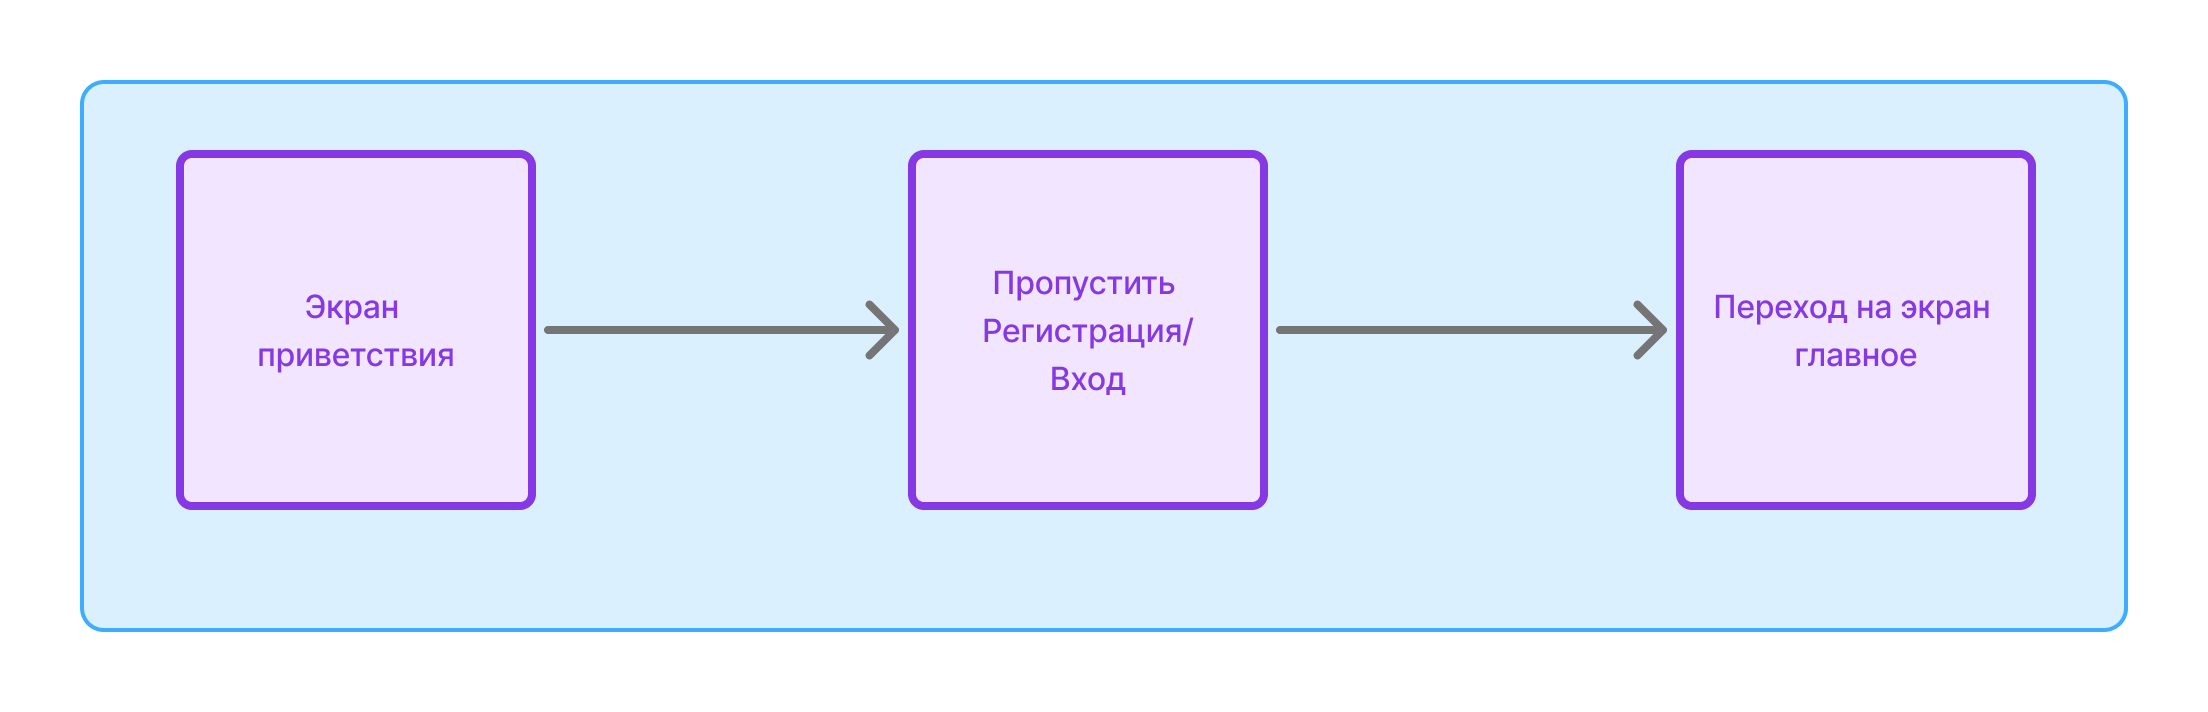 Экран
приветствия
Пропустить
Регистрация/
Вход
Переход на экран
главное